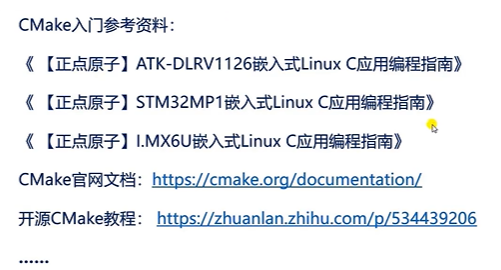 CMake入门参考资料：
《 【正点原子】ATK-DLRV1126嵌入式Linux C应用编程指南》
《 【正点原子】STM32MP1嵌入式Linux C应用编程指南》
《 【正点原子】I.MX6U嵌入式Linux C应用编程指南》
CMake官网文档：https://cmake.org/documentation/
开源CMake教程： https://zhuanlan.zhihu.com/p/534439206
......